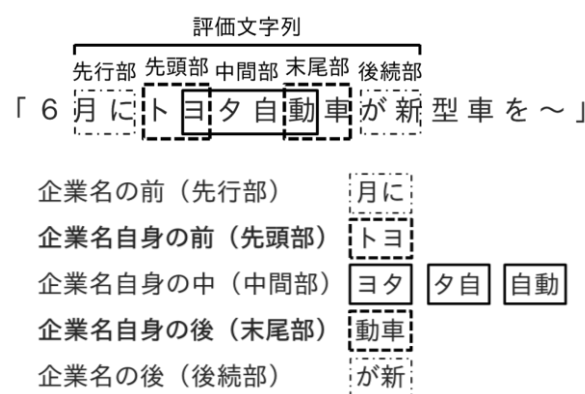 評価文字列
先行部 先頭部 中間部 末尾部 後続部
「６月にトヨタ自動車が新型車を～」
企業名の前（先行部） 月に
企業名自身の前（先頭部） トヨ
企業名自身の中（中間部） ヨタ タ自 自動
企業名自身の後（末尾部） 動車
企業名の後（後続部） が新